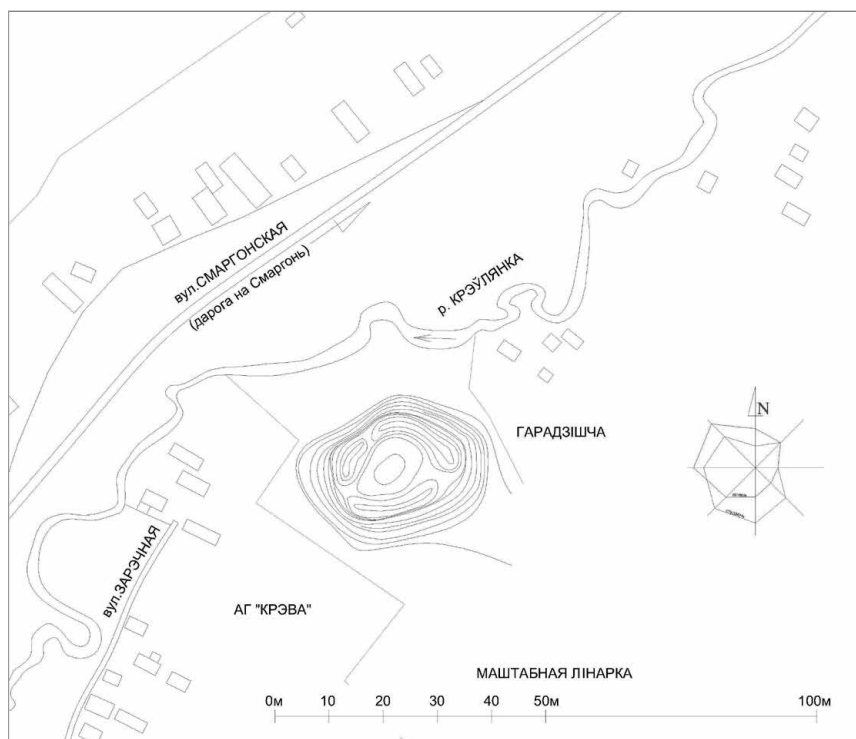 вул.СМАРГОНСКАЯ
(дарога на Смаргонь)
р. КРЭЎЛЯНКА
N
ГАРАДЗІШЧА
вул.ЗАРЭЧНАЯ
АГ "КРЭВА"
МАШТАБНАЯ ЛІНАРКА
0м 10 20 30 40 50м 100м